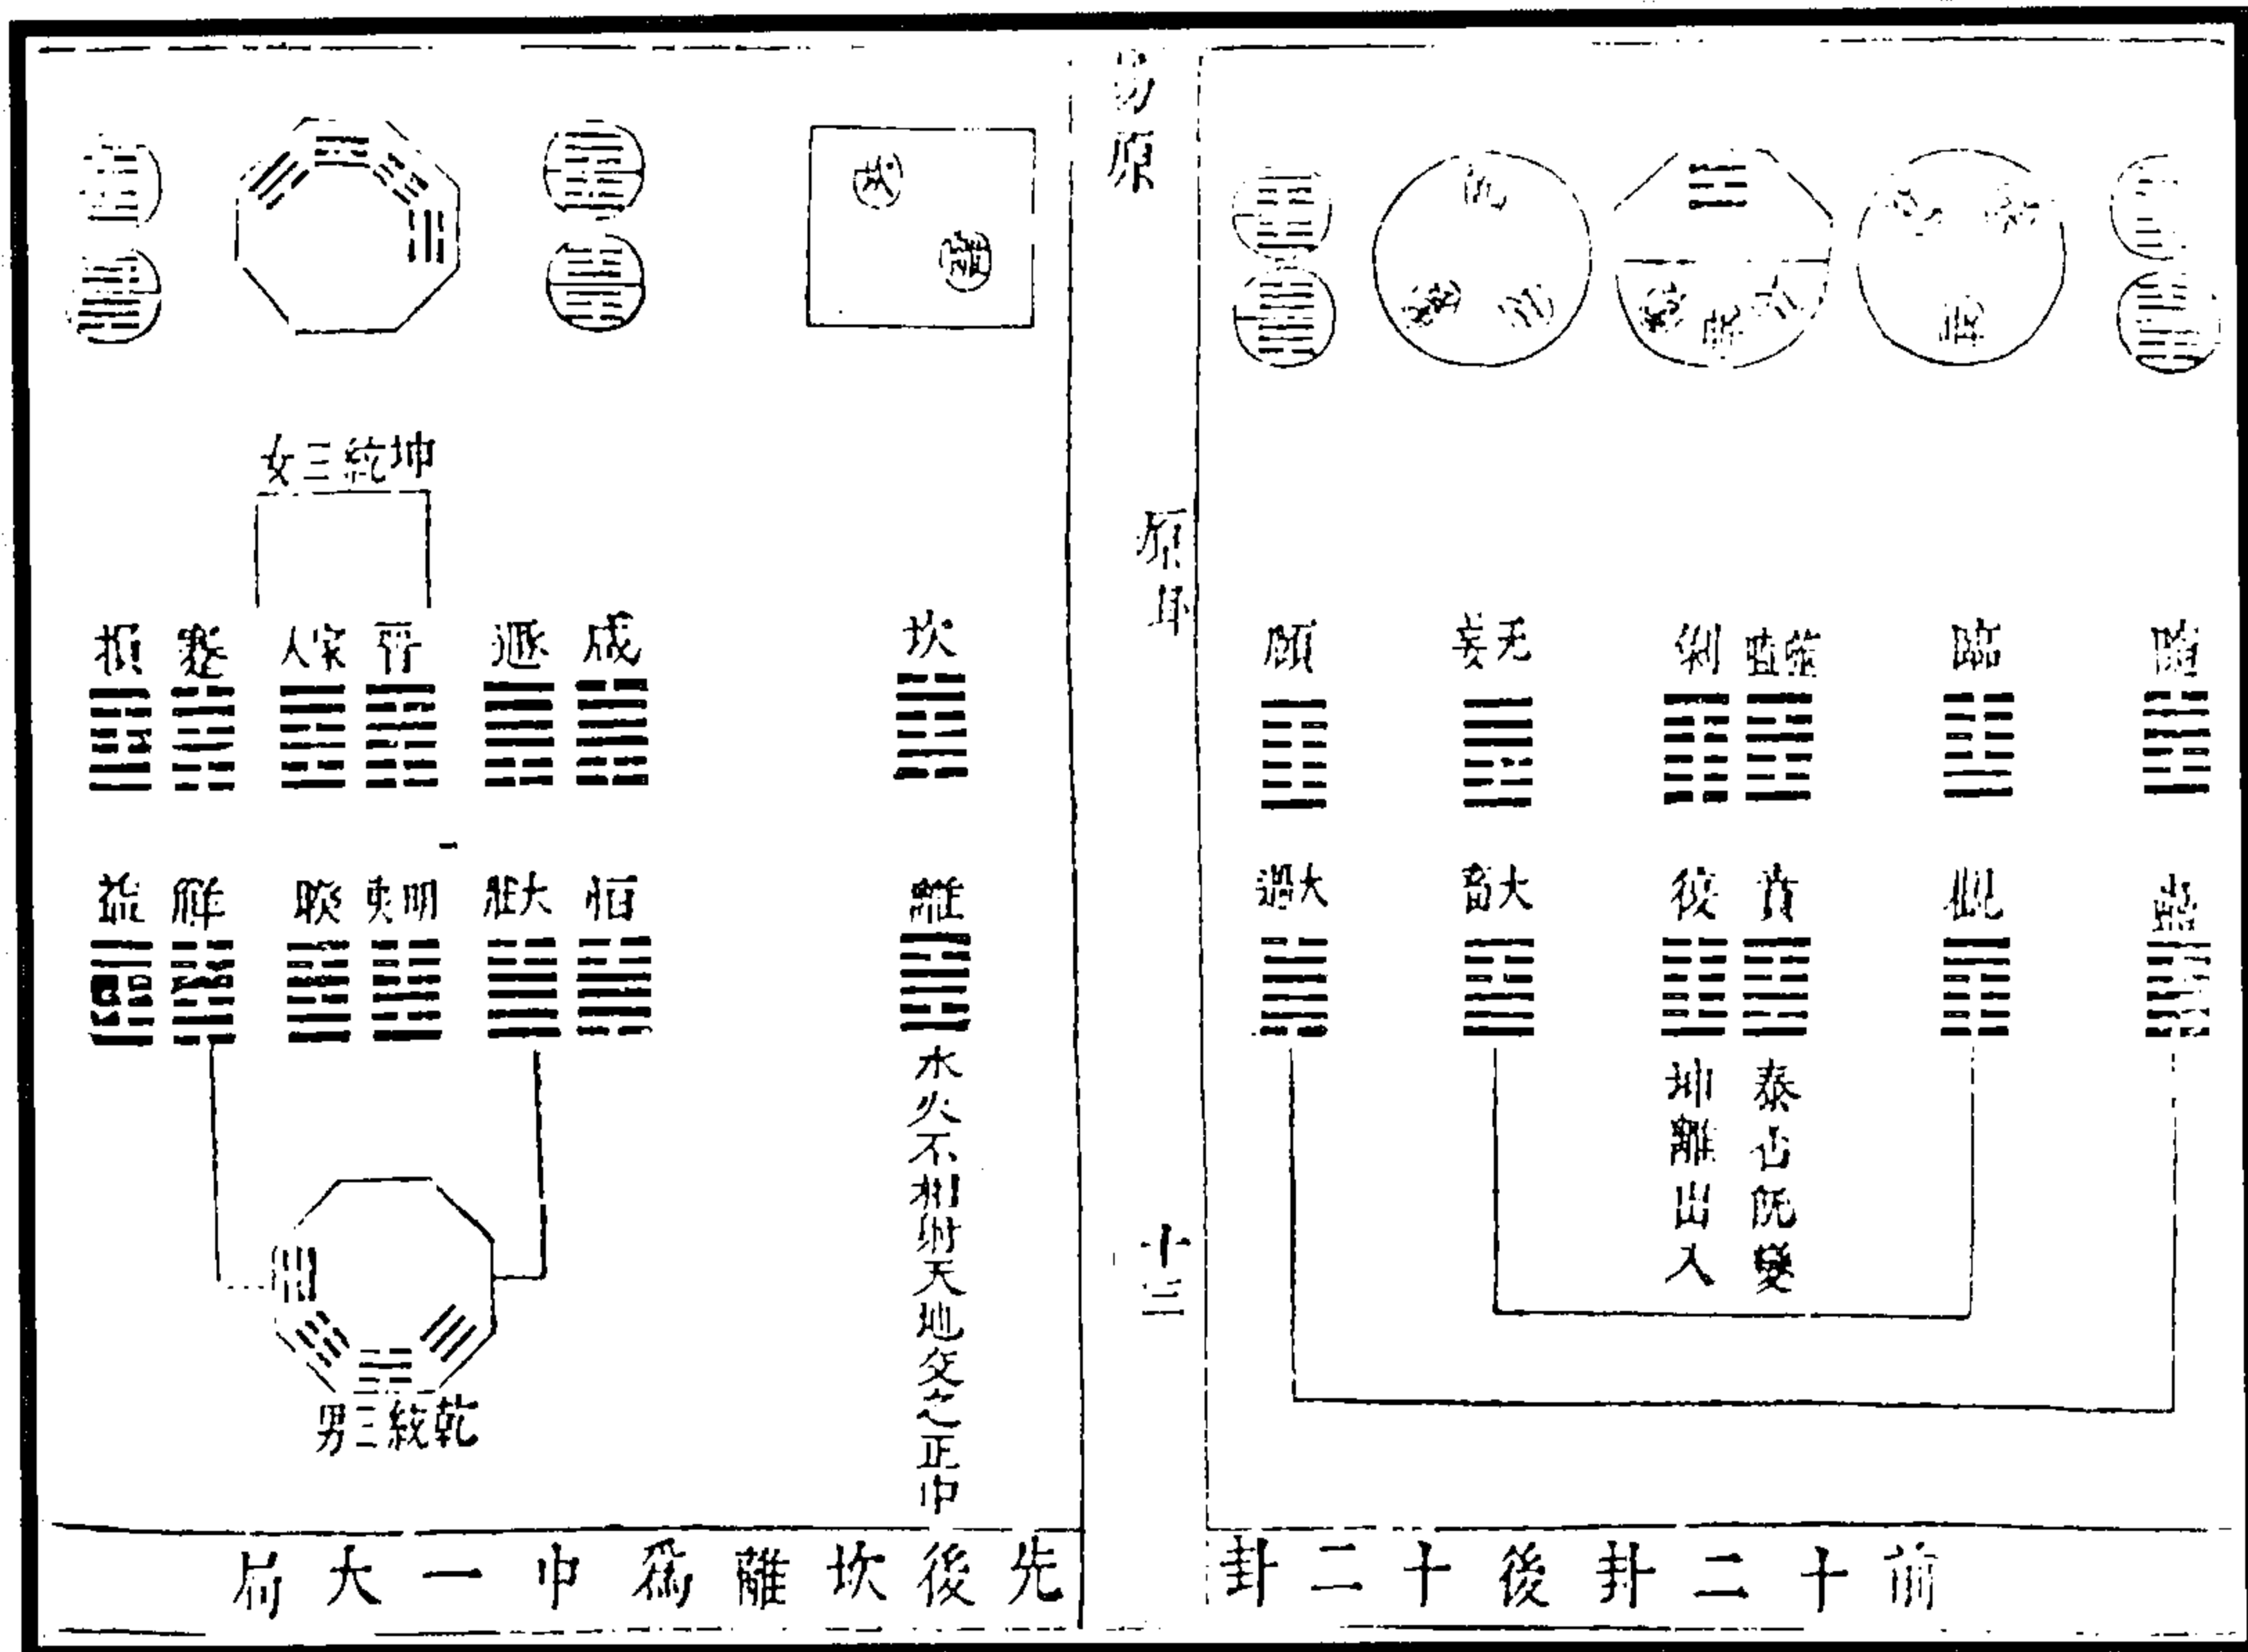 隨
蠱
臨
觀
噬嗑
賁
泰否旣變
剝
復
坤離出入
无妄
大畜
頤
大過
前十二卦後十二卦
易原
原卦
十三
坎
離
水火不相射天地交之正中
咸
恒
遯
大壯
坤統三女
晉
明夷
家人
睽
蹇
解
損
益
乾統三男
先後坎離爲中一大局